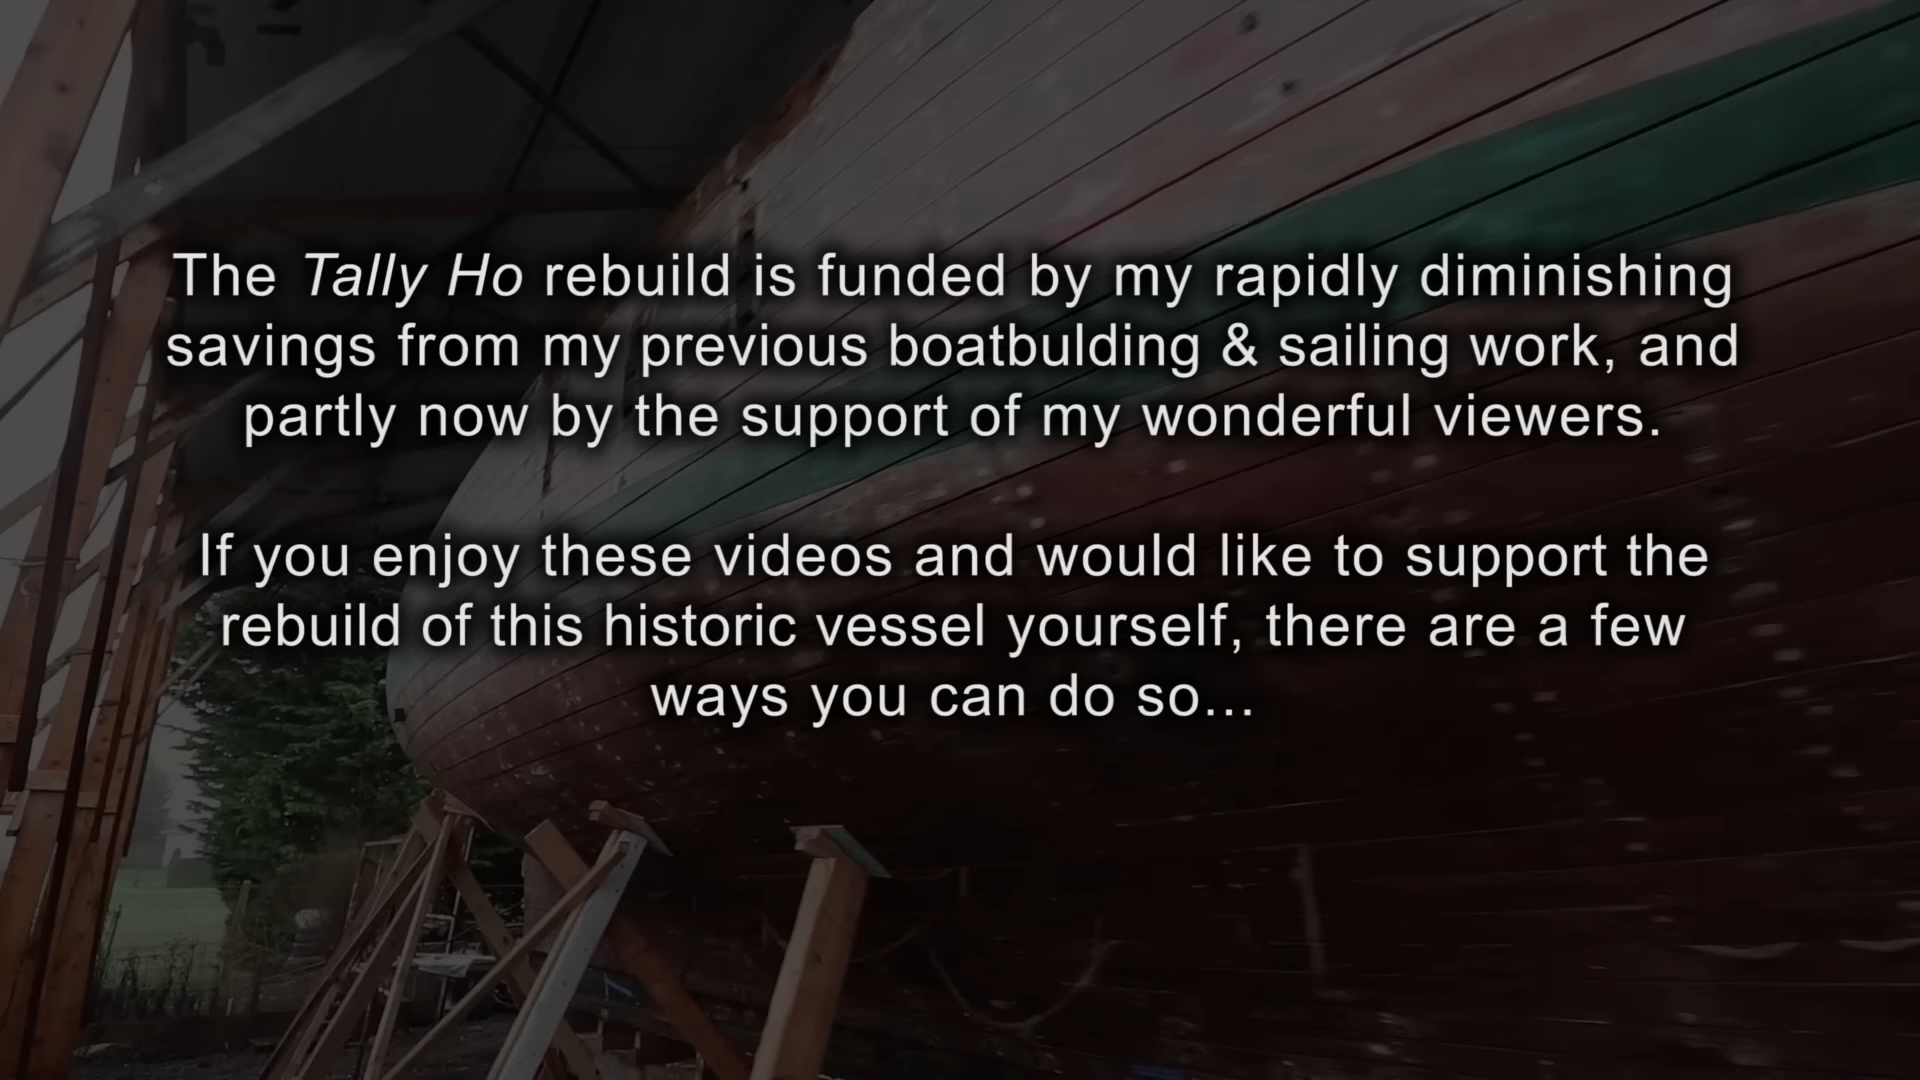 The Tally Ho rebuild is funded by my rapidly diminishing
savings from my previous boatbulding & sailing work, and
partly now by the support of my wonderful viewers.
If you enjoy these videos and would like to support the
rebuild of this historic vessel yourself, there are a few
ways you can do so...